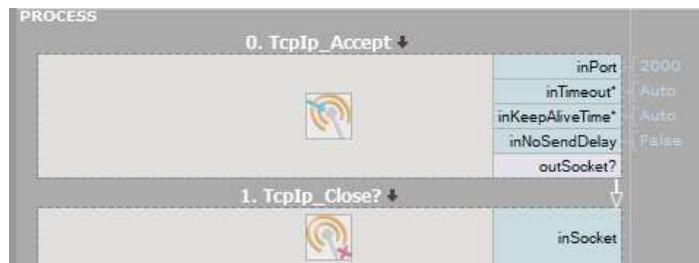 PROCESS
0. TcpIp_Accept
inPort 2000
inTimeout* Auto
inKeepAliveTime* Auto
inNoSendDelay False
outSocket?
1. TcpIp_Close?
inSocket